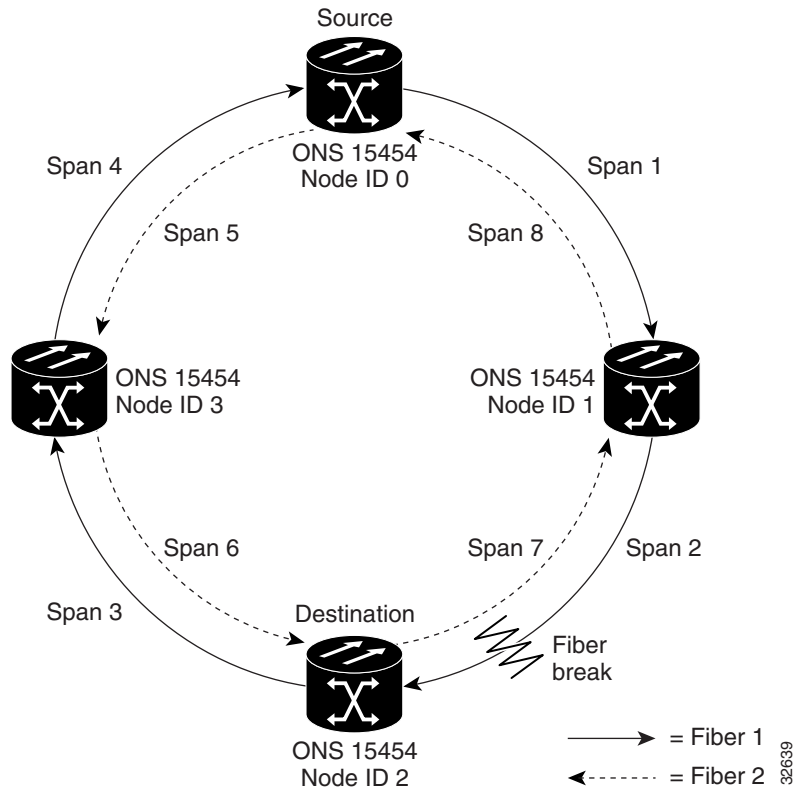 Source
ONS 15454
Node ID 0
Span 4
Span 1
Span 5
Span 8
ONS 15454
Node ID 3
ONS 15454
Node ID 1
Span 6
Span 7
Span 2
Span 3
Destination
Fiber
break
ONS 15454
Node ID 2
= Fiber 1
= Fiber 2
32639